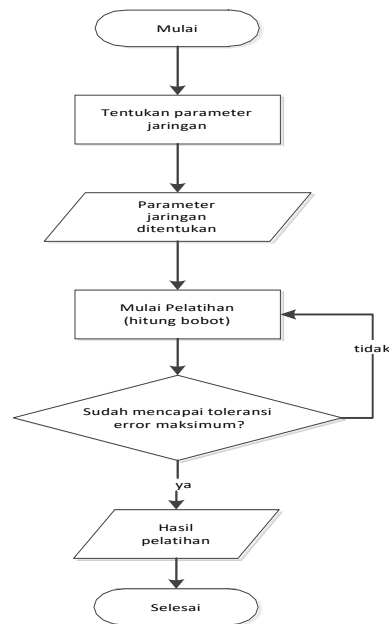 Mulai
Tentukan parameter
jaringan
Parameter
jaringan
ditentukan
Mulai Pelatihan
(hitung bobot)
tidak
Sudah mencapai toleransi
error maksimum?
ya
Hasil
pelatihan
Selesai